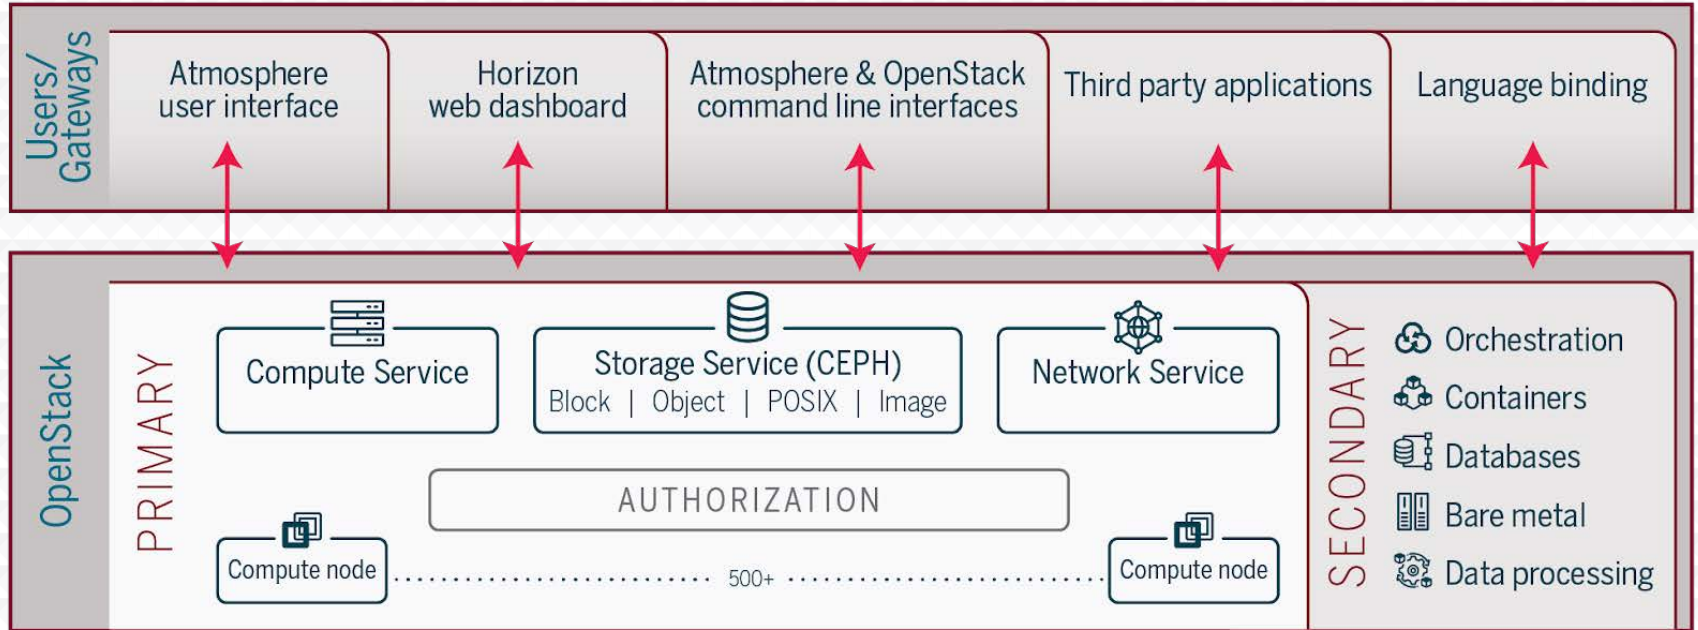 Users/
Gateways
Atmosphere
user interface
Horizon
web dashboard
Atmosphere & OpenStack
command line interfaces
Third party applications
Language binding
OpenStack
PRIMARY
Compute Service
Storage Service (CEPH)
Block | Object | POSIX | Image
Network Service
AUTHORIZATION
Compute node
500+
Compute node
SECONDARY
Orchestration
Containers
Databases
Bare metal
Data processing